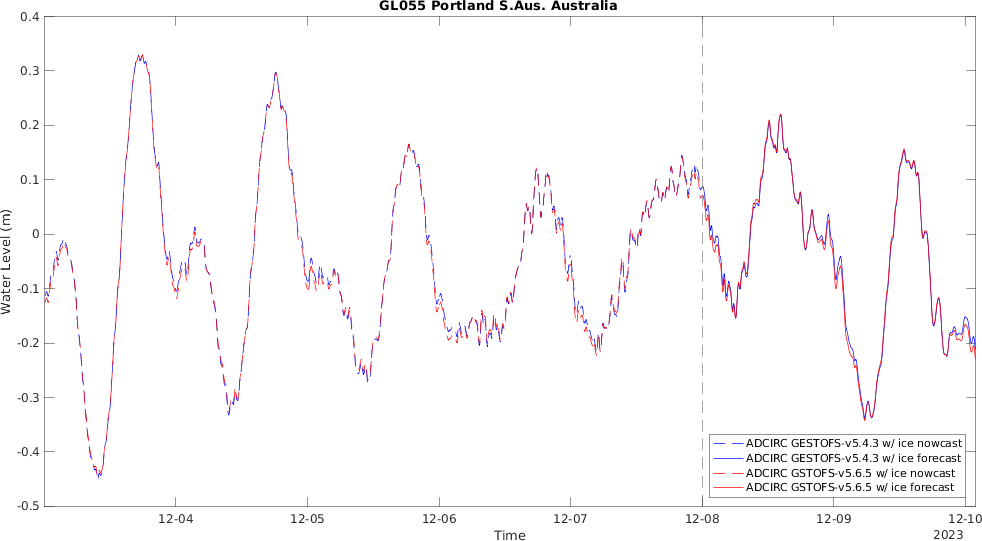 GL055 Portland S.Aus. Australia
0.4
0.3
0.2
0.1
0
-0.1
-0.2
-0.3
-0.4
-0.5
Water Level (m)
12-04
12-05
12-06
12-07
12-08
12-09
12-10
Time
2023
ADCIRC GESTOFS-v5.4.3 w/ ice nowcast
ADCIRC GESTOFS-v5.4.3 w/ ice forecast
ADCIRC GSTOFS-v5.6.5 w/ ice nowcast
ADCIRC GSTOFS-v5.6.5 w/ ice forecast